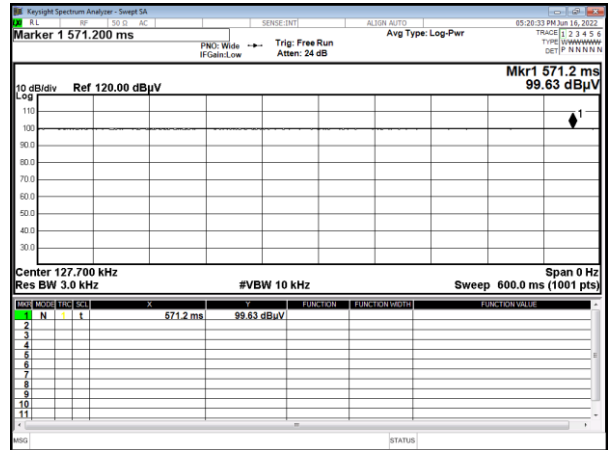 Keysight Spectrum Analyzer - Swept SA
RL RF 50 Ω AC SENSE:INT ALIGN AUTO 05:20:33 PM Jun 16, 2022
Marker 1 571.200 ms Avg Type: Log-Pwr TRACE 1 2 3 4 5 6
PNO: Wide Trig: Free Run TYPE WWWWWW
IFGain:Low Atten: 24 dB DET P N N N N N
Mkr1 571.2 ms
10 dB/div Ref 120.00 dBµV 99.63 dBµV
Log
110
1
100
90.0
80.0
70.0
60.0
50.0
40.0
30.0
Center 127.700 kHz Span 0 Hz
Res BW 3.0 kHz #VBW 10 kHz Sweep 600.0 ms (1001 pts)
MKR MODE TRC SCL X Y FUNCTION FUNCTION WIDTH FUNCTION VALUE
1 N 1 t 571.2 ms 99.63 dBµV
2
3
4
5
6
7
8
9
10
11
MSG STATUS